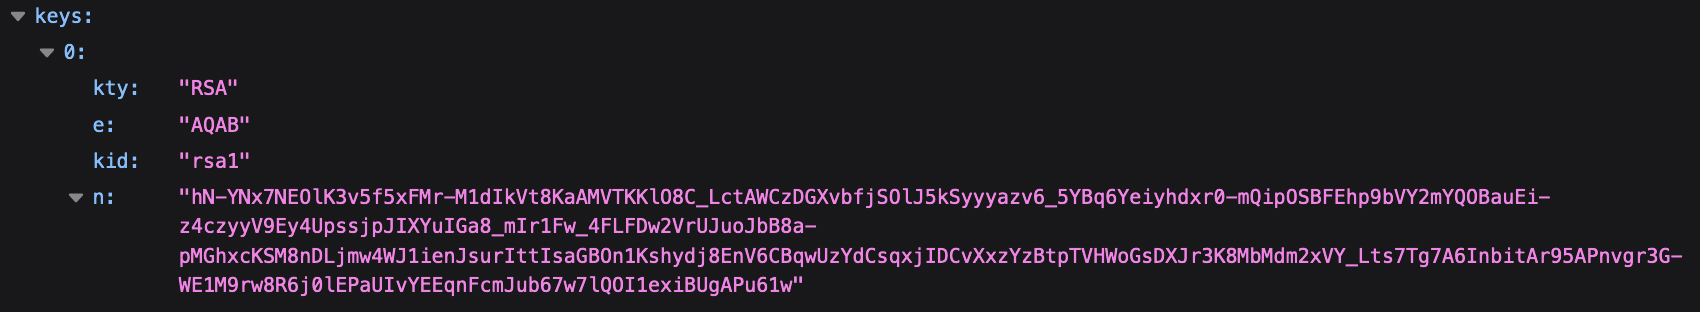 keys:
0:
kty: "RSA"
e: "AQAB"
kid: "rsa1"
n: "hN-YNx7NEOlK3v5f5xFMr-M1dIkVt8KaAMVTKKlO8C_LctAWCzDGXvbfjSOlJ5kSyyyazv6_5YBq6Yeiyhdxr0-mQipOSBFEhp9bVY2mYQOBauEi-
z4czyyV9Ey4UpssjpJIXYuIGa8_mIr1Fw_4FLFDw2VrUJuoJbB8a-
pMGhxcKSM8nDLjmw4WJ1ienJsurIttIsaGBOn1Kshydj8EnV6CBqwUzYdCsqxjIDCvXxzYzBtpTVHWoGsDXJr3K8MbMdm2xVY_Lts7Tg7A6InbitAr95APnvgr3G-
WE1M9rw8R6j0lEPaUIvYEEqnFcmJub67w7lQOI1exiBUgAPu61w"